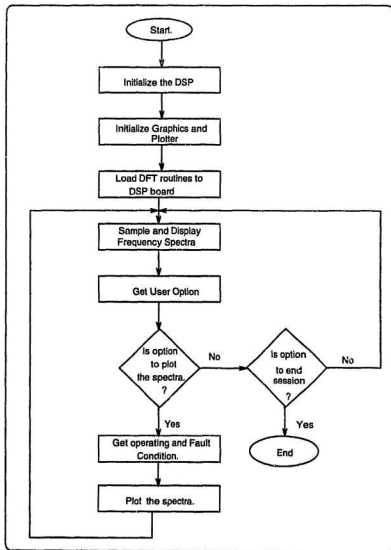 Start.
Initialize the DSP
Initialize Graphics and
Plotter
Load DFT routines to
DSP board
Sample and Display
Frequency Spectra
Get User Option
Is option
to plot
the spectra.
?
No
Is option
to end
session
?
No
Yes
Yes
Get operating and Fault
Condition.
End
Plot the spectra.